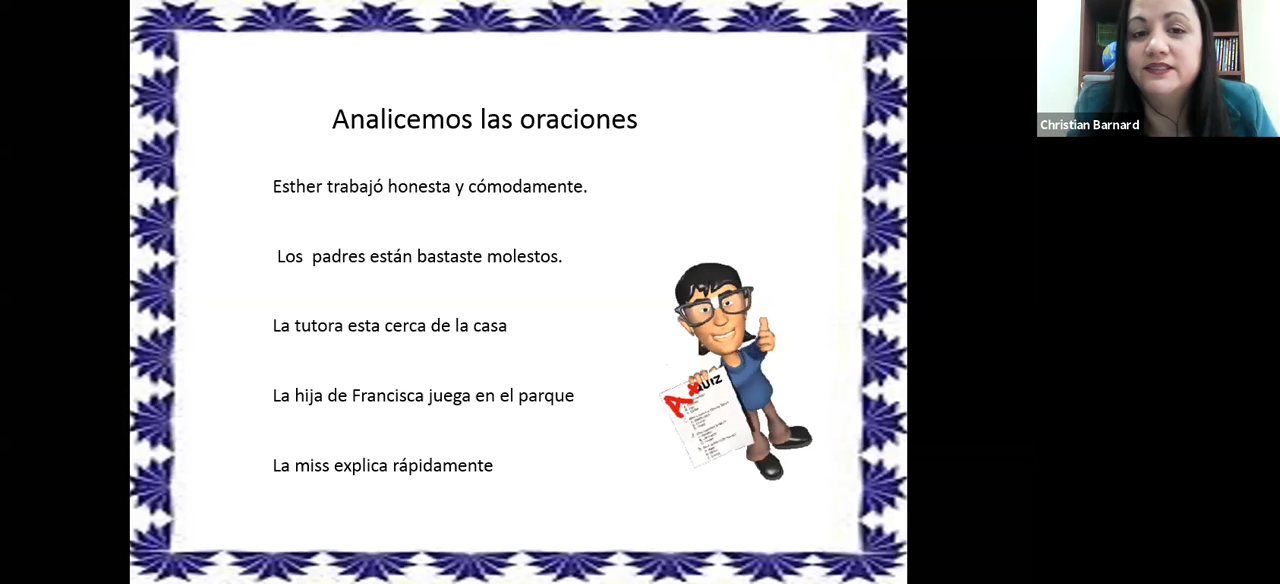 Analicemos las oraciones
Esther trabajó honesta y cómodamente.
Los padres están bastaste molestos.
La tutora esta cerca de la casa
La hija de Francisca juega en el parque
La miss explica rápidamente
QUIZ
A+
Christian Barnard